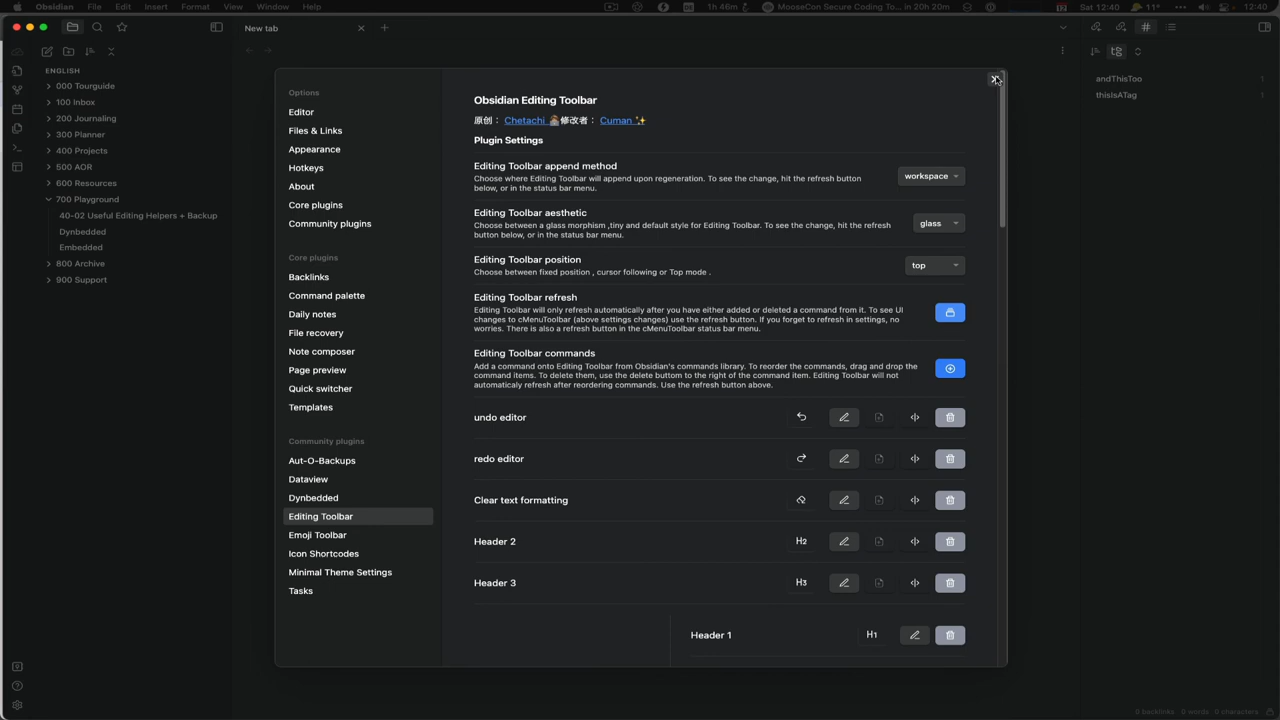 Obsidian File Edit Insert Format View Window Help
1h 46m
MooseCon Secure Coding To... in 20h 20m
Sat 12:40
11°
12:40
New tab
ENGLISH
000 Tourguide
100 Inbox
200 Journaling
300 Planner
400 Projects
500 AOR
600 Resources
700 Playground
40-02 Useful Editing Helpers + Backup
Dynbedded
Embedded
800 Archive
900 Support
Options
Editor
Files & Links
Appearance
Hotkeys
About
Core plugins
Community plugins
Core plugins
Backlinks
Command palette
Daily notes
File recovery
Note composer
Page preview
Quick switcher
Templates
Community plugins
Aut-O-Backups
Dataview
Dynbedded
Editing Toolbar
Emoji Toolbar
Icon Shortcodes
Minimal Theme Settings
Tasks
Obsidian Editing Toolbar
原创： Chetachi 👩🏽‍💻修改者： Cuman ✨
Plugin Settings
Editing Toolbar append method
Choose where Editing Toolbar will append upon regeneration. To see the change, hit the refresh button
below, or in the status bar menu.
workspace
Editing Toolbar aesthetic
Choose between a glass morphism ,tiny and default style for Editing Toolbar. To see the change, hit the refresh
button below, or in the status bar menu.
glass
Editing Toolbar position
Choose between fixed position , cursor following or Top mode .
top
Editing Toolbar refresh
Editing Toolbar will only refresh automatically after you have either added or deleted a command from it. To see UI
changes to cMenuToolbar (above settings changes) use the refresh button. If you forget to refresh in settings, no
worries. There is also a refresh button in the cMenuToolbar status bar menu.
Editing Toolbar commands
Add a command onto Editing Toolbar from Obsidian's commands library. To reorder the commands, drag and drop the
command items. To delete them, use the delete buttom to the right of the command item. Editing Toolbar will not
automaticaly refresh after reordering commands. Use the refresh button above.
undo editor
redo editor
Clear text formatting
Header 2 H2
Header 3 H3
Header 1 H1
andThisToo 1
thisIsATag 1
0 backlinks 0 words 0 characters